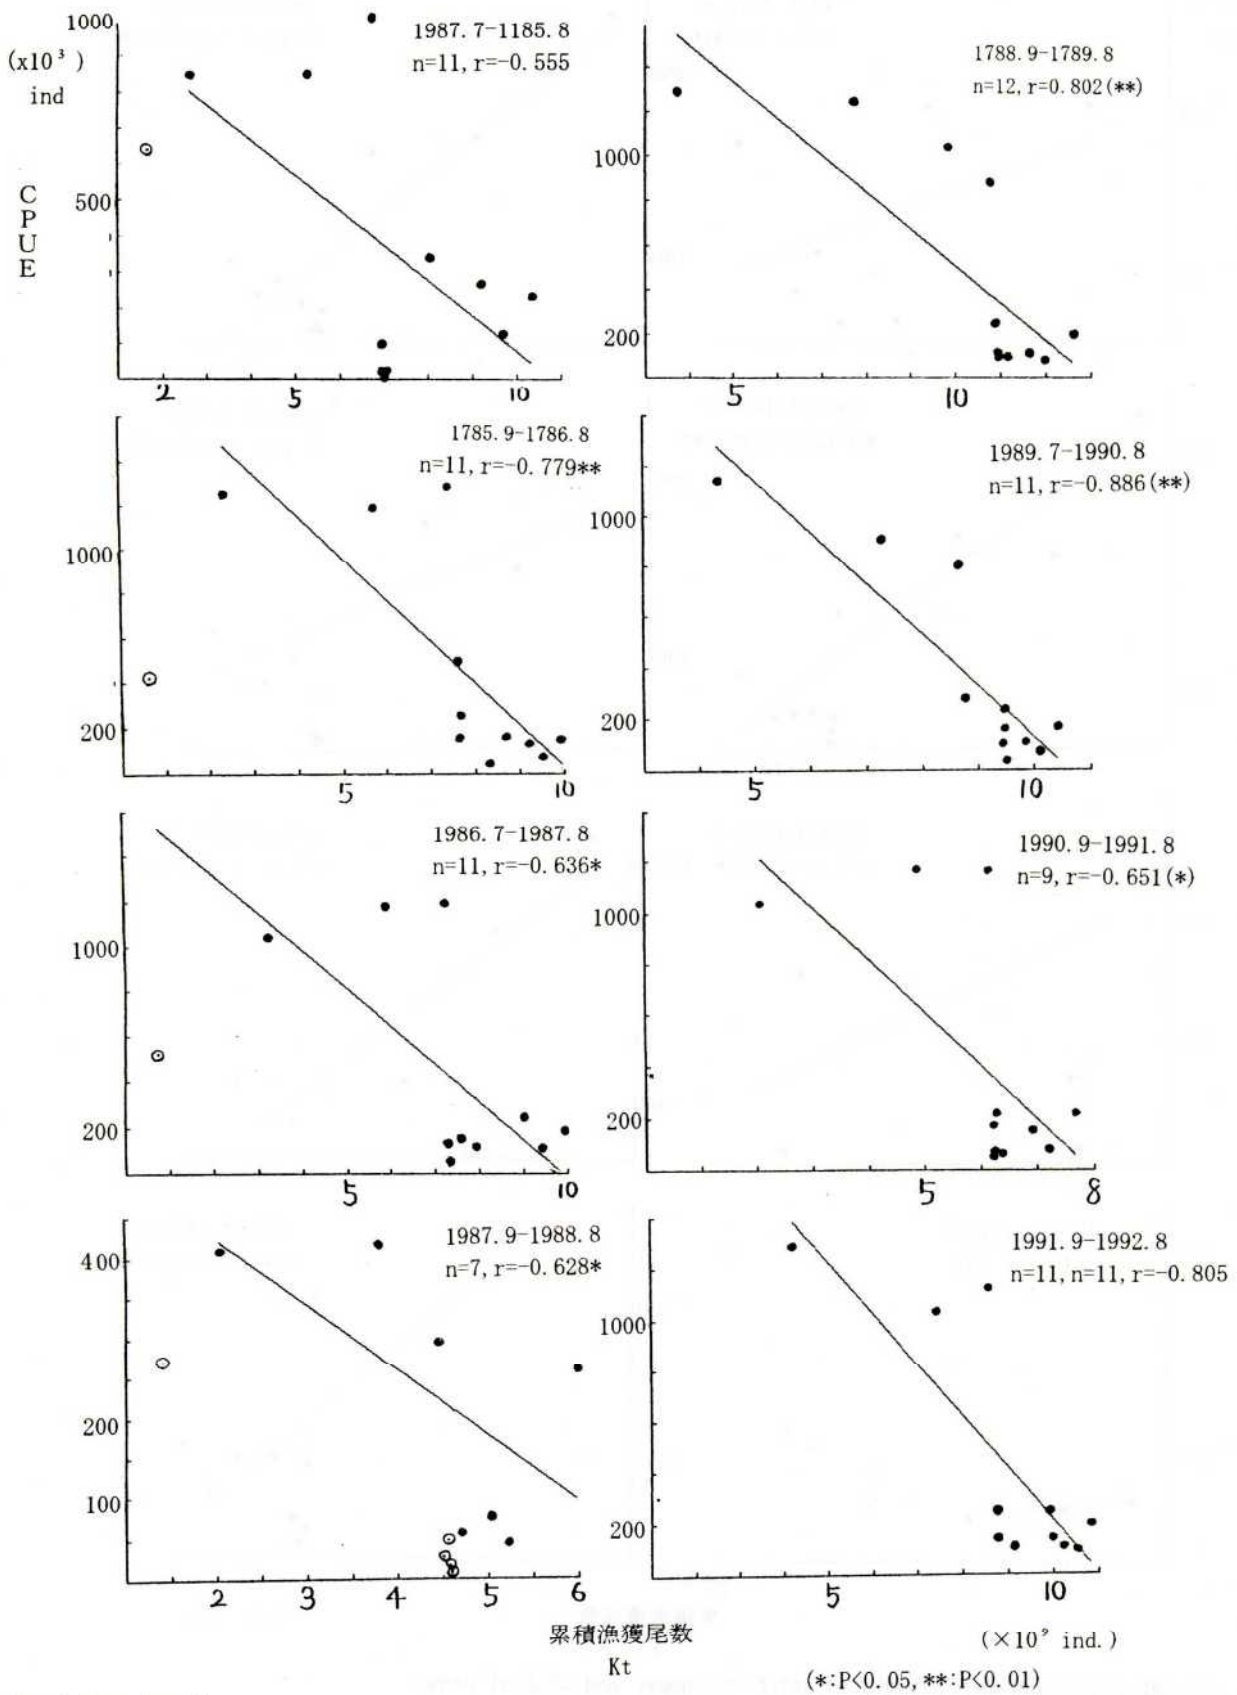 1000
(x10³)
ind
CPUE
500
2 5 10
1987.7-1185.8
n=11, r=-0.555
1788.9-1789.8
n=12, r=0.802(**)
1000
200
5 10
1785.9-1786.8
n=11, r=-0.779**
1000
200
5 10
1989.7-1990.8
n=11, r=-0.886(**)
1000
200
5 10
1986.7-1987.8
n=11, r=-0.636*
1000
200
5 10
1990.9-1991.8
n=9, r=-0.651(*)
1000
200
5 8
1987.9-1988.8
n=7, r=-0.628*
400
200
100
2 3 4 5 6
1991.9-1992.8
n=11, n=11, r=-0.805
1000
200
5 10
累積漁獲尾数
Kt
(×10⁹ ind.)
(*:P<0.05, **:P<0.01)